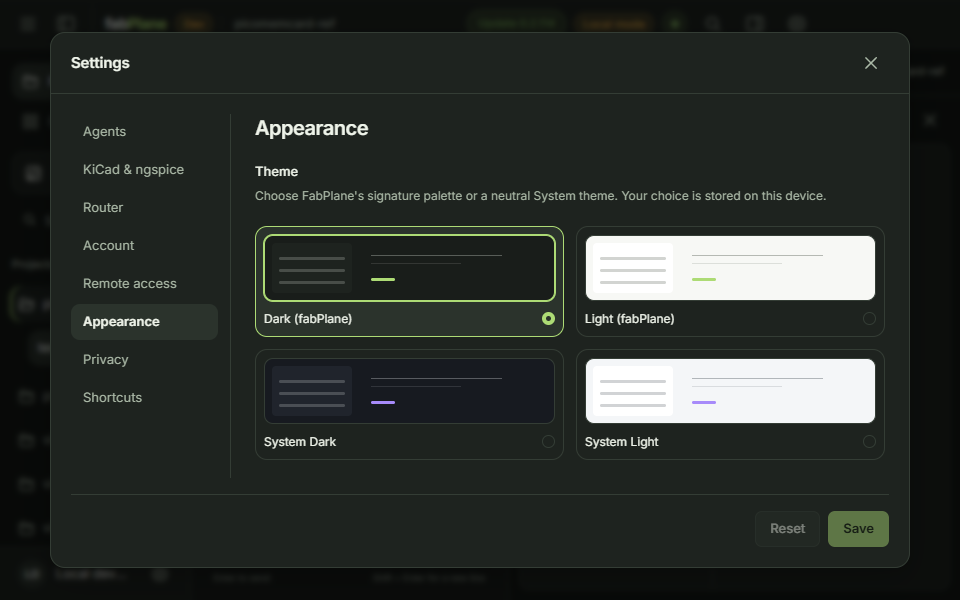 Settings
Agents
KiCad & ngspice
Router
Account
Remote access
Appearance
Privacy
Shortcuts
Appearance
Theme
Choose FabPlane's signature palette or a neutral System theme. Your choice is stored on this device.
Dark (fabPlane)
Light (fabPlane)
System Dark
System Light
Reset
Save